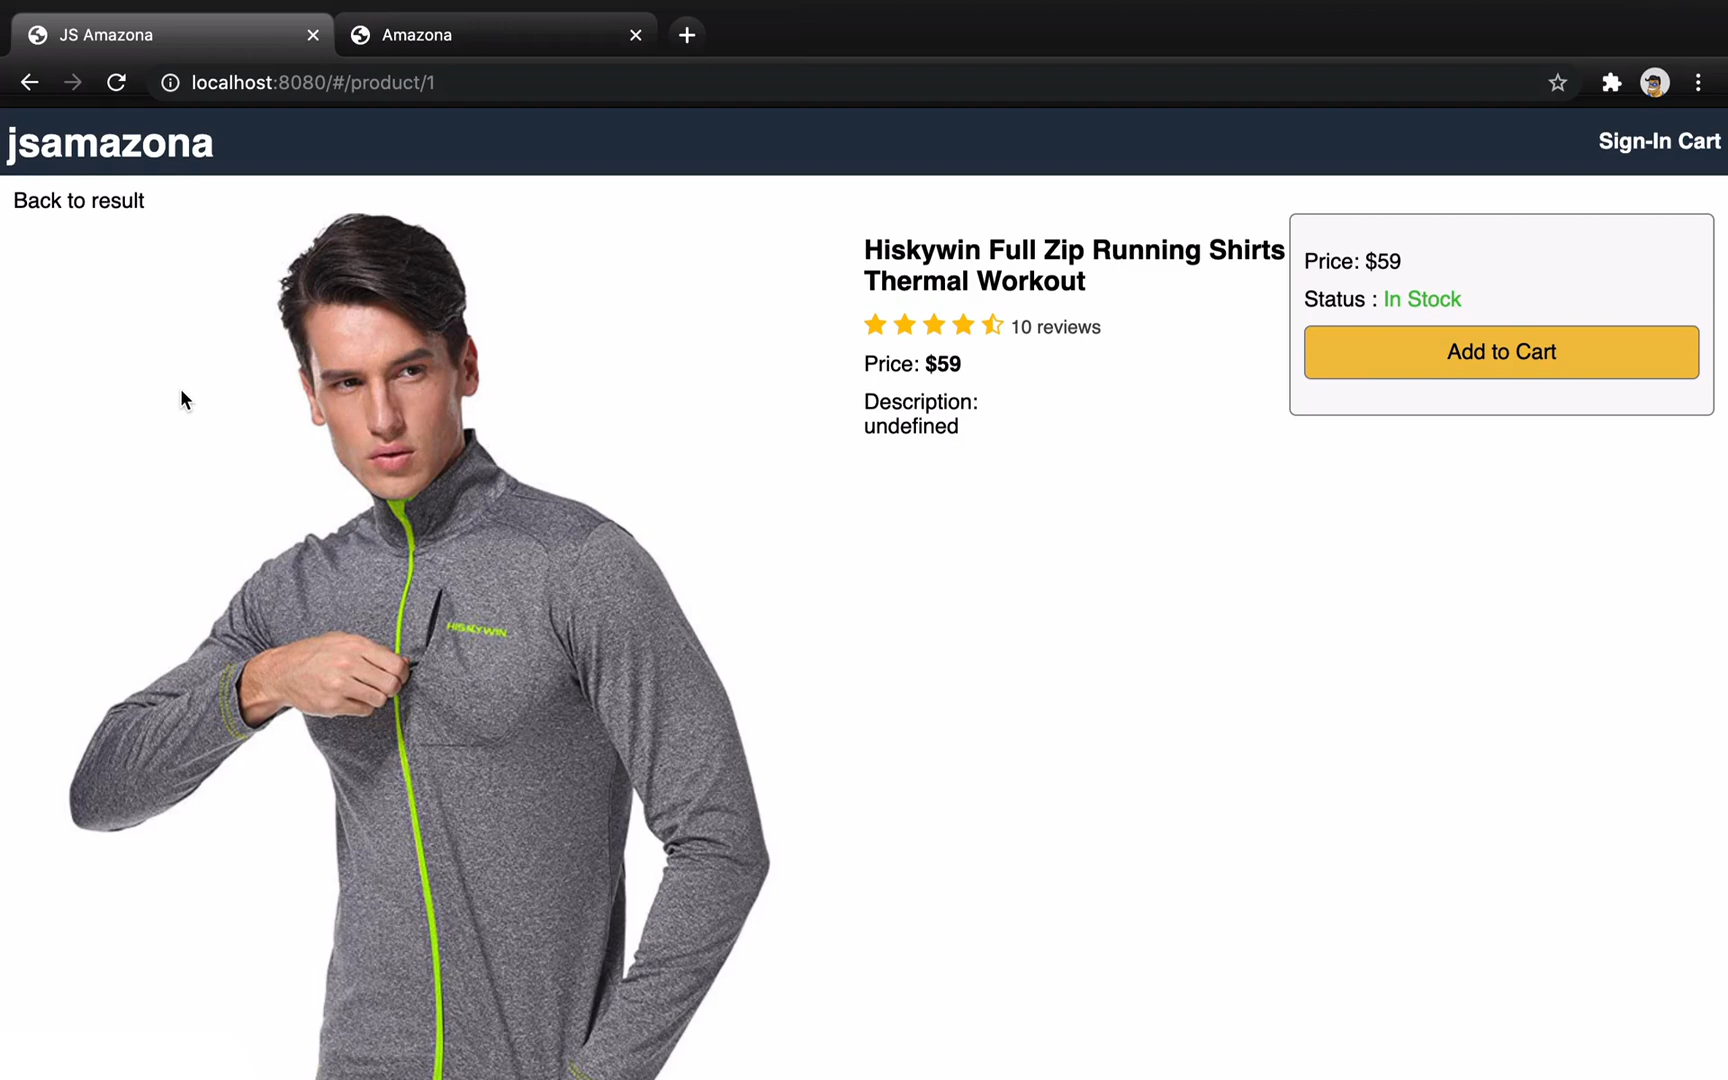 JS Amazona
Amazona
localhost:8080/#/product/1
jsamazona
Sign-In Cart
Back to result
Hiskywin Full Zip Running Shirts
Thermal Workout
10 reviews
Price: $59
Description:
undefined
Price: $59
Status : In Stock
Add to Cart
HISKYWIN